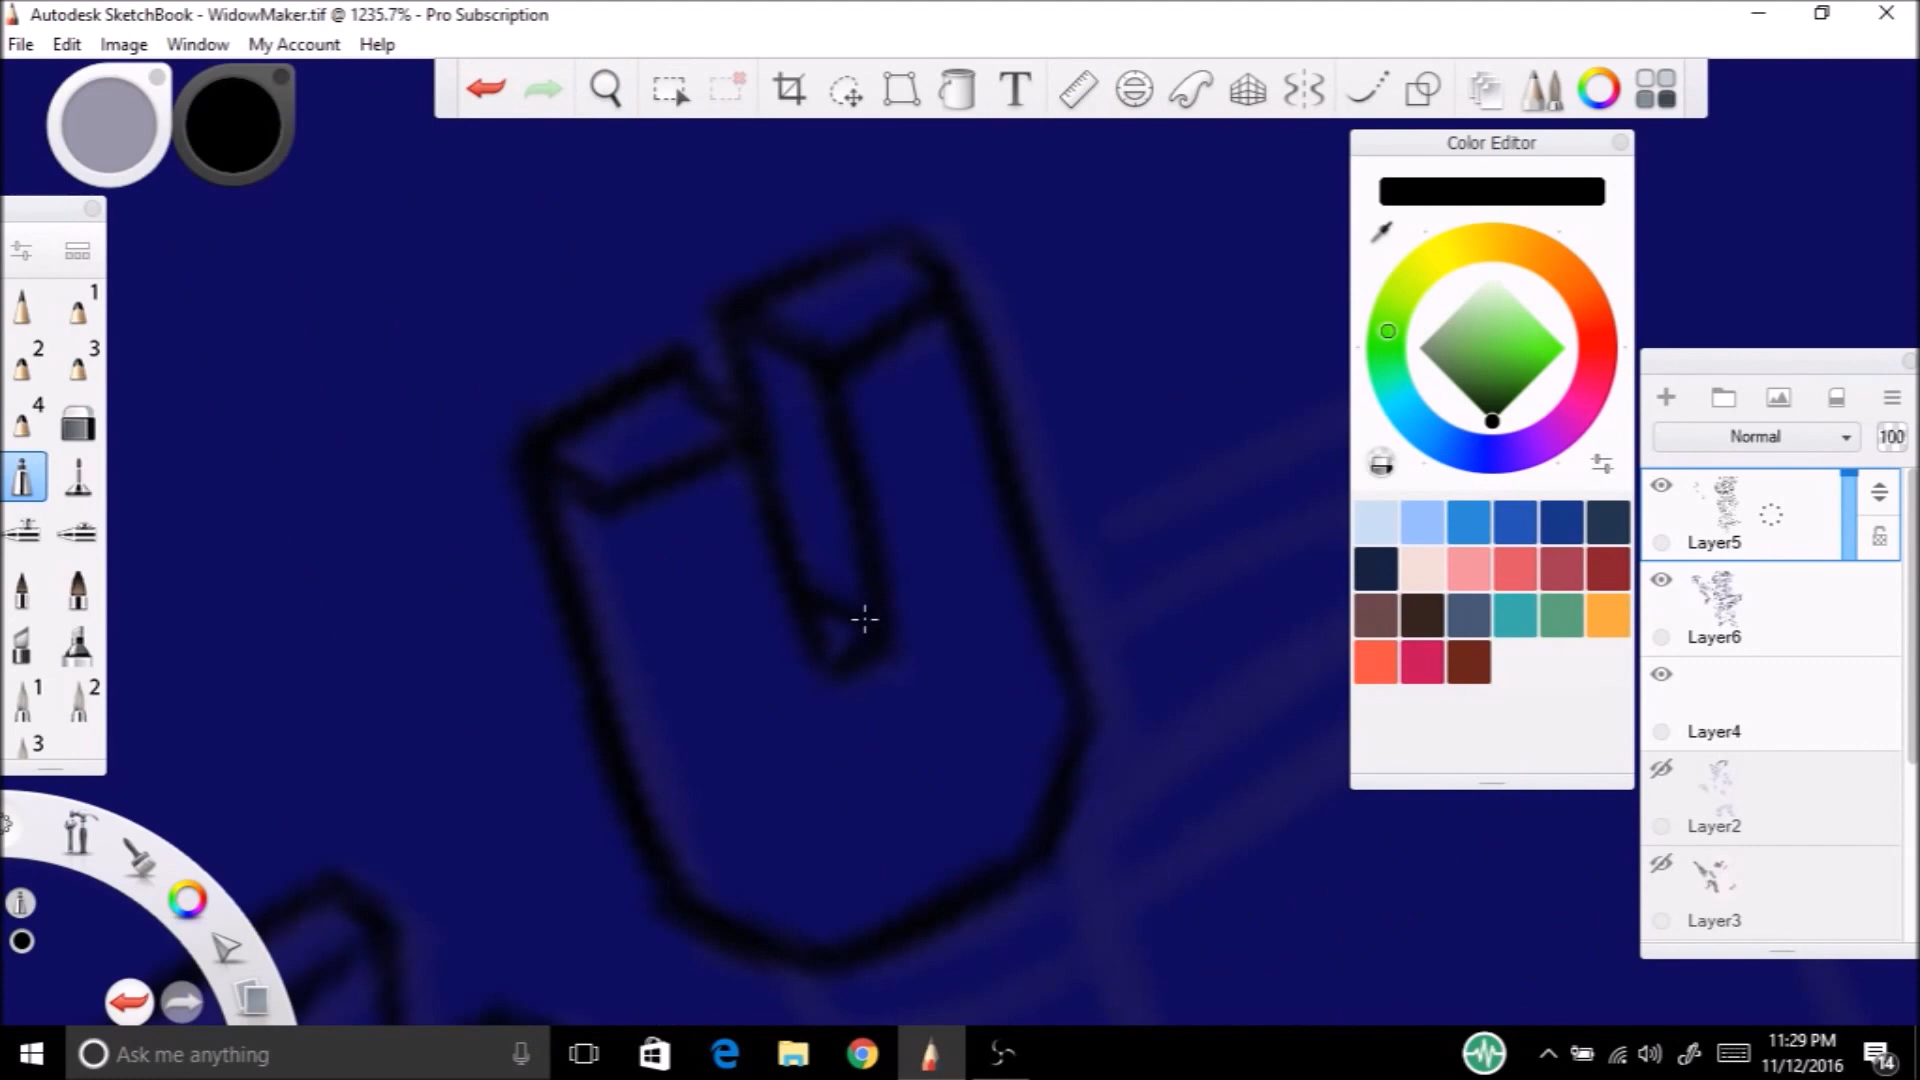 Autodesk SketchBook - WidowMaker.tif @ 1235.7% - Pro Subscription
File Edit Image Window My Account Help
T
Color Editor
1
2 3
4
1 2
3
Normal 100
Layer5
Layer6
Layer4
Layer2
Layer3
Ask me anything
11:29 PM
11/12/2016
14